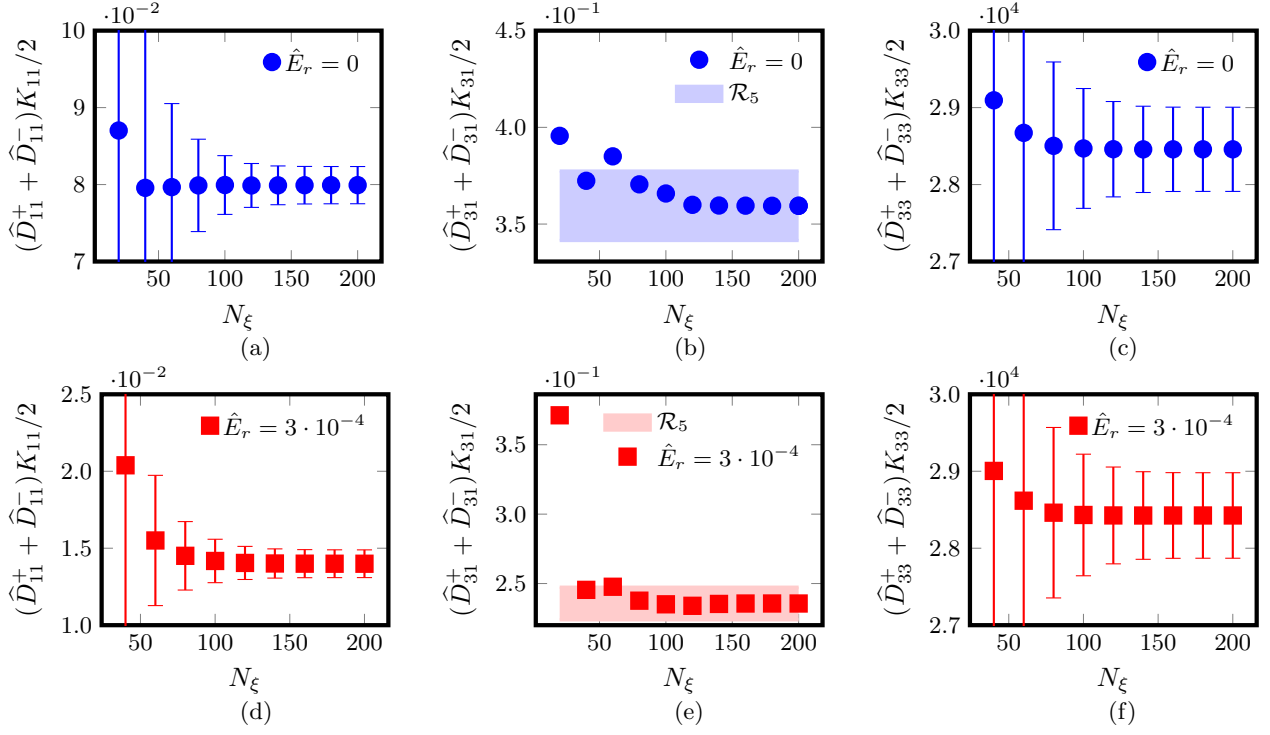 ·10⁻²
(D̂₁₁⁺ + D̂₁₁⁻)K₁₁/2
10
9
8
7
50 100 150 200
N_ξ
Ê_r = 0
(a)
·10⁻¹
(D̂₃₁⁺ + D̂₃₁⁻)K₃₁/2
4.5
4.0
3.5
50 100 150 200
N_ξ
Ê_r = 0
ℛ₅
(b)
·10⁴
(D̂₃₃⁺ + D̂₃₃⁻)K₃₃/2
3.0
2.9
2.8
2.7
50 100 150 200
N_ξ
Ê_r = 0
(c)
·10⁻²
(D̂₁₁⁺ + D̂₁₁⁻)K₁₁/2
2.5
2.0
1.5
1.0
50 100 150 200
N_ξ
Ê_r = 3 · 10⁻⁴
(d)
·10⁻¹
(D̂₃₁⁺ + D̂₃₁⁻)K₃₁/2
3.5
3.0
2.5
50 100 150 200
N_ξ
ℛ₅
Ê_r = 3 · 10⁻⁴
(e)
·10⁴
(D̂₃₃⁺ + D̂₃₃⁻)K₃₃/2
3.0
2.9
2.8
2.7
50 100 150 200
N_ξ
Ê_r = 3 · 10⁻⁴
(f)